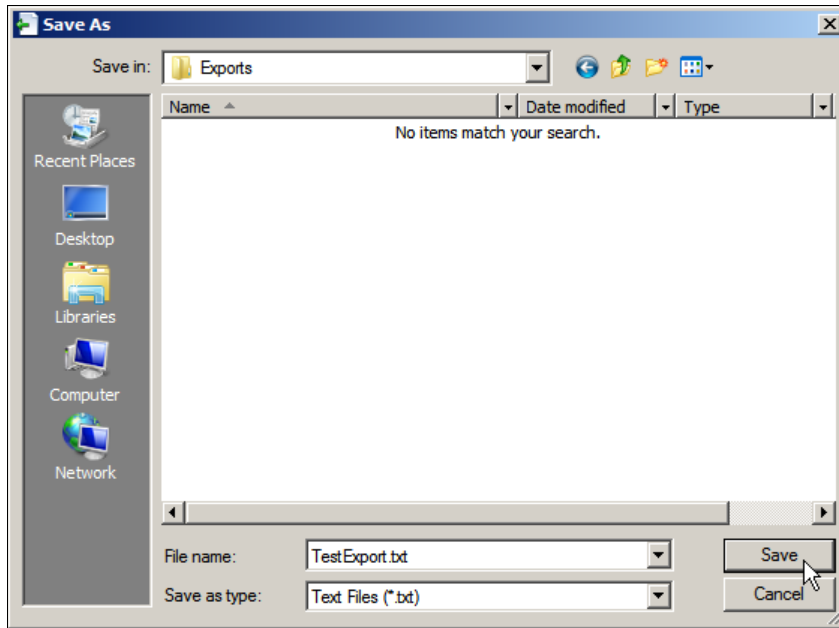 Save As
Save in: Exports
Name Date modified Type
No items match your search.
Recent Places
Desktop
Libraries
Computer
Network
File name: TestExport.txt Save
Save as type: Text Files (*.txt) Cancel